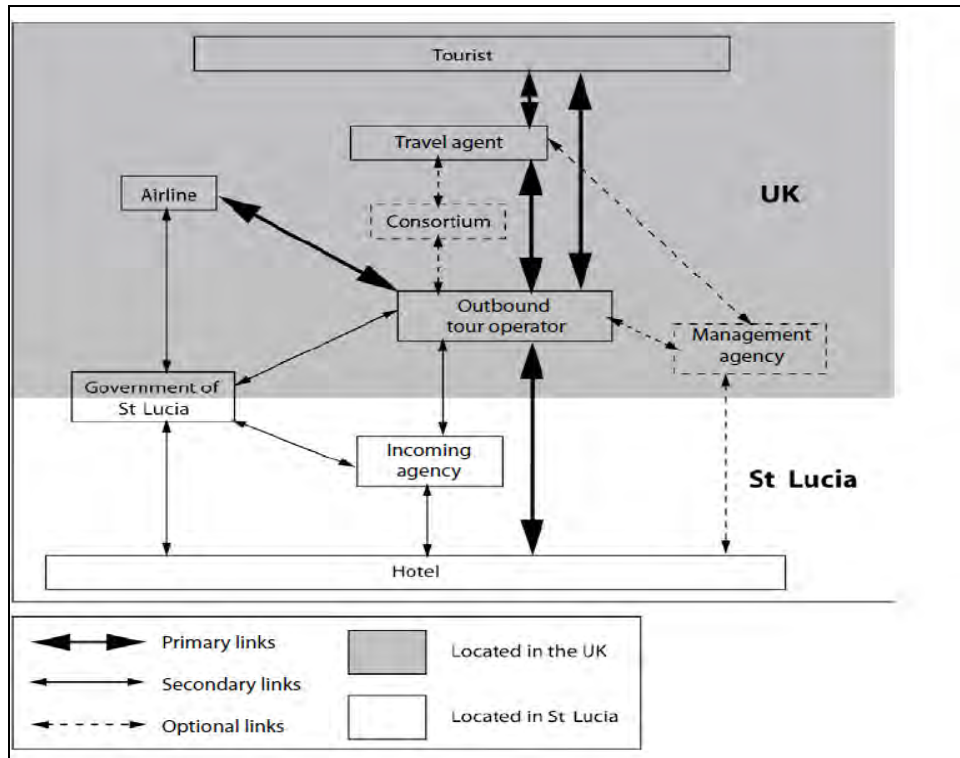 Tourist
Travel agent
Airline
Consortium
UK
Outbound
tour operator
Management
agency
Government of
St Lucia
Incoming
agency
St Lucia
Hotel
Primary links
Located in the UK
Secondary links
Located in St Lucia
Optional links